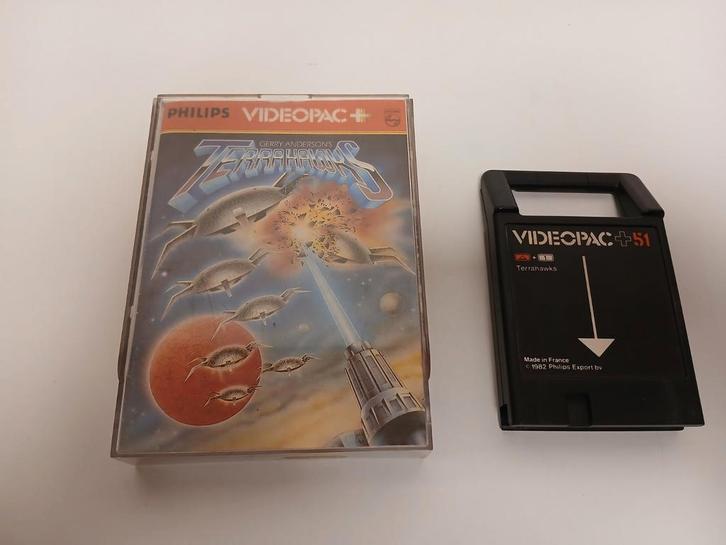 PHILIPS VIDEOPAC+
GERRY ANDERSON'S
TERRAHAWKS
VIDEOPAC+51
Terrahawks
Made in France
© 1982 Philips Export bv